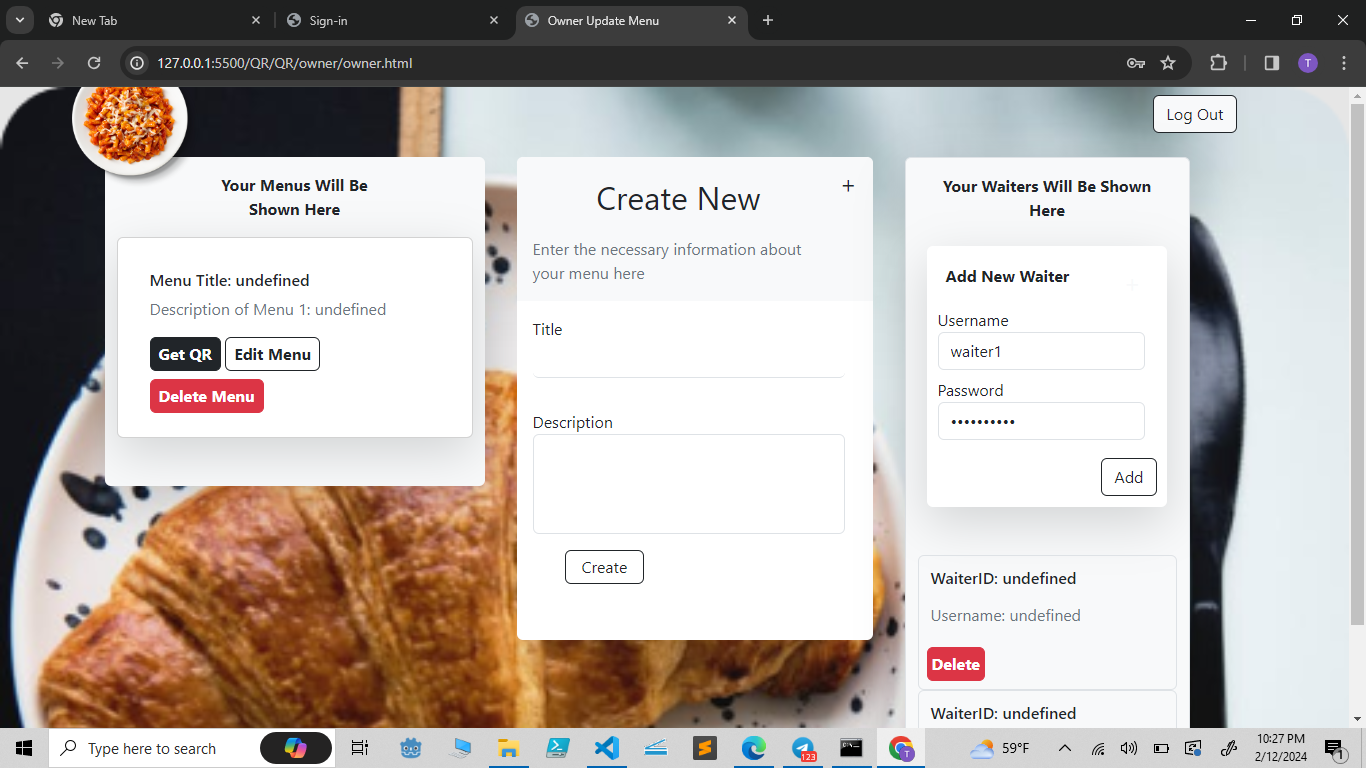 New Tab
Sign-in
Owner Update Menu
127.0.0.1:5500/QR/QR/owner/owner.html
T
Log Out
Your Menus Will Be
Shown Here
Menu Title: undefined
Description of Menu 1: undefined
Get QR
Edit Menu
Delete Menu
Create New
+
Enter the necessary information about
your menu here
Title
Description
Create
Your Waiters Will Be Shown
Here
Add New Waiter
Username
waiter1
Password
••••••••••
Add
WaiterID: undefined
Username: undefined
Delete
WaiterID: undefined
Type here to search
123
T
59°F
10:27 PM
2/12/2024
1